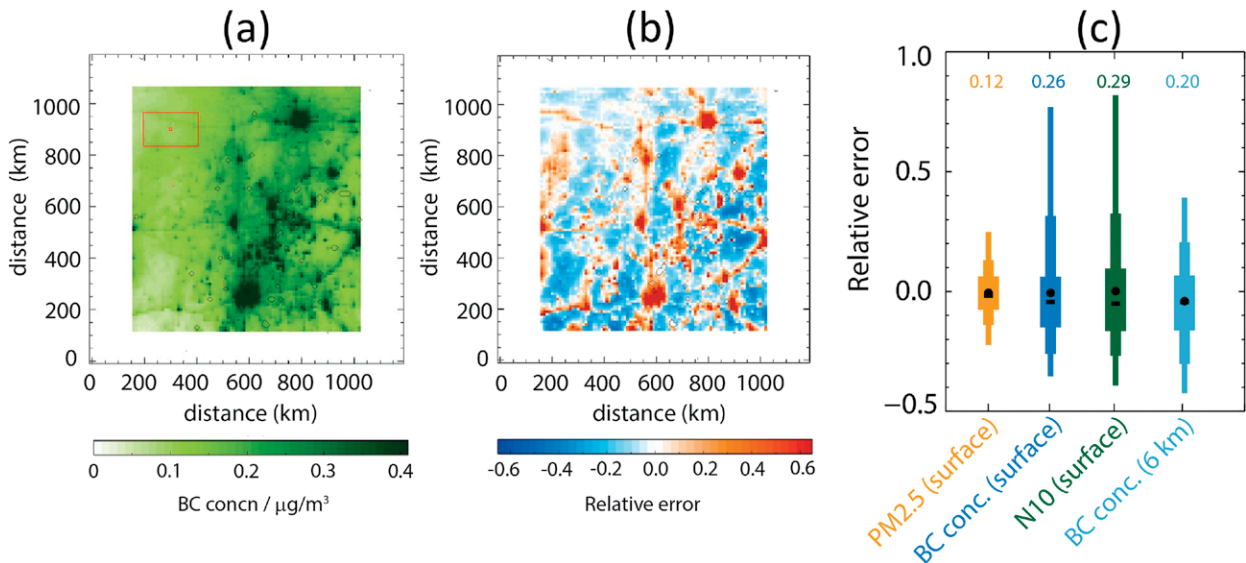 (a)
(b)
(c)
distance (km)
1000
800
600
400
200
0
0 200 400 600 800 1000
distance (km)
0 0.1 0.2 0.3 0.4
BC concn / μg/m³
distance (km)
1000
800
600
400
200
0
0 200 400 600 800 1000
distance (km)
-0.6 -0.4 -0.2 0.0 0.2 0.4 0.6
Relative error
Relative error
1.0
0.5
0.0
−0.5
0.12 0.26 0.29 0.20
PM2.5 (surface)
BC conc. (surface)
N10 (surface)
BC conc. (6 km)